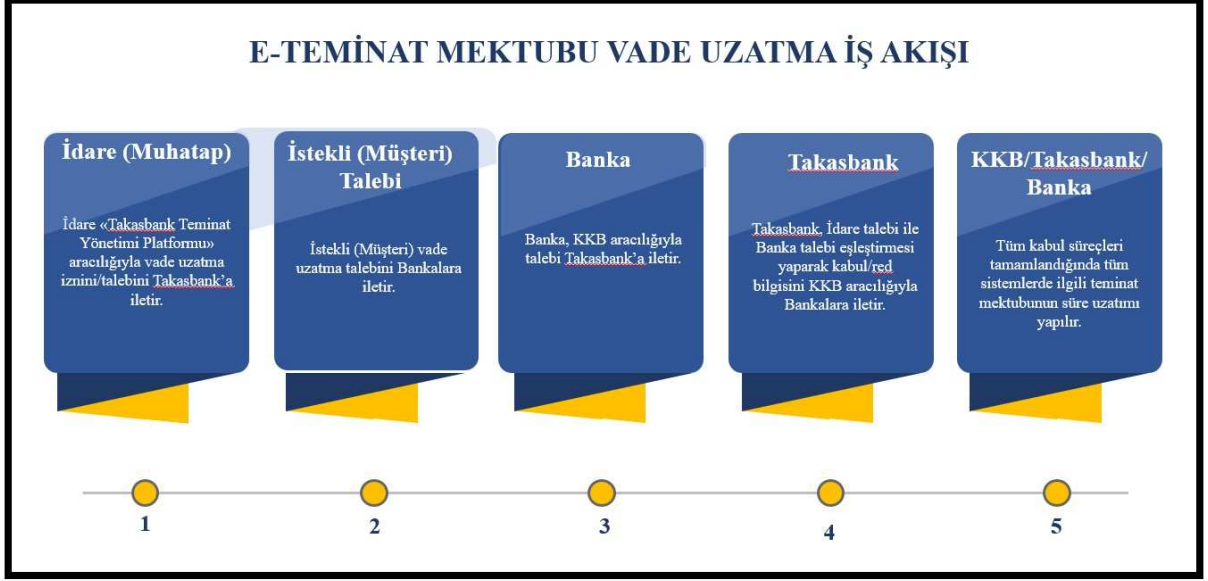 E-TEMİNAT MEKTUBU VADE UZATMA İŞ AKIŞI
İdare (Muhatap)
İdare «Takasbank Teminat
Yönetimi Platformu»
aracılığıyla vade uzatma
iznini/talebini Takasbank’a
iletir.
İstekli (Müşteri)
Talebi
İstekli (Müşteri) vade
uzatma talebini Bankalara
iletir.
Banka
Banka, KKB aracılığıyla
talebi Takasbank’a iletir.
Takasbank
Takasbank, İdare talebi ile
Banka talebi eşleştirmesi
yaparak kabul/red
bilgisini KKB aracılığıyla
Bankalara iletir.
KKB/Takasbank/
Banka
Tüm kabul süreçleri
tamamlandığında tüm
sistemlerde ilgili teminat
mektubunun süre uzatımı
yapılır.
1
2
3
4
5